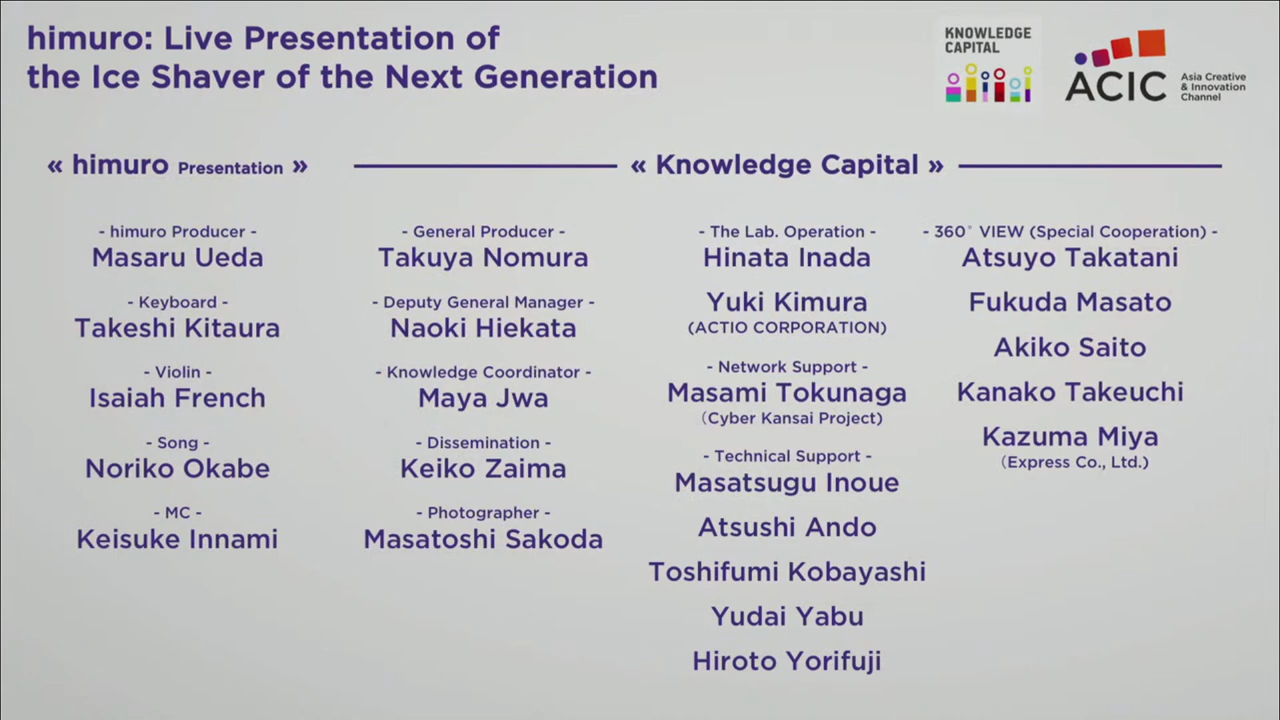 himuro: Live Presentation of
the Ice Shaver of the Next Generation
KNOWLEDGE
CAPITAL
ACIC
Asia Creative
& Innovation
Channel
« himuro Presentation »
- himuro Producer -
Masaru Ueda
- Keyboard -
Takeshi Kitaura
- Violin -
Isaiah French
- Song -
Noriko Okabe
- MC -
Keisuke Innami
« Knowledge Capital »
- General Producer -
Takuya Nomura
- Deputy General Manager -
Naoki Hiekata
- Knowledge Coordinator -
Maya Jwa
- Dissemination -
Keiko Zaima
- Photographer -
Masatoshi Sakoda
- The Lab. Operation -
Hinata Inada
Yuki Kimura
(ACTIO CORPORATION)
- Network Support -
Masami Tokunaga
(Cyber Kansai Project)
- Technical Support -
Masatsugu Inoue
Atsushi Ando
Toshifumi Kobayashi
Yudai Yabu
Hiroto Yorifuji
- 360° VIEW (Special Cooperation) -
Atsuyo Takatani
Fukuda Masato
Akiko Saito
Kanako Takeuchi
Kazuma Miya
(Express Co., Ltd.)